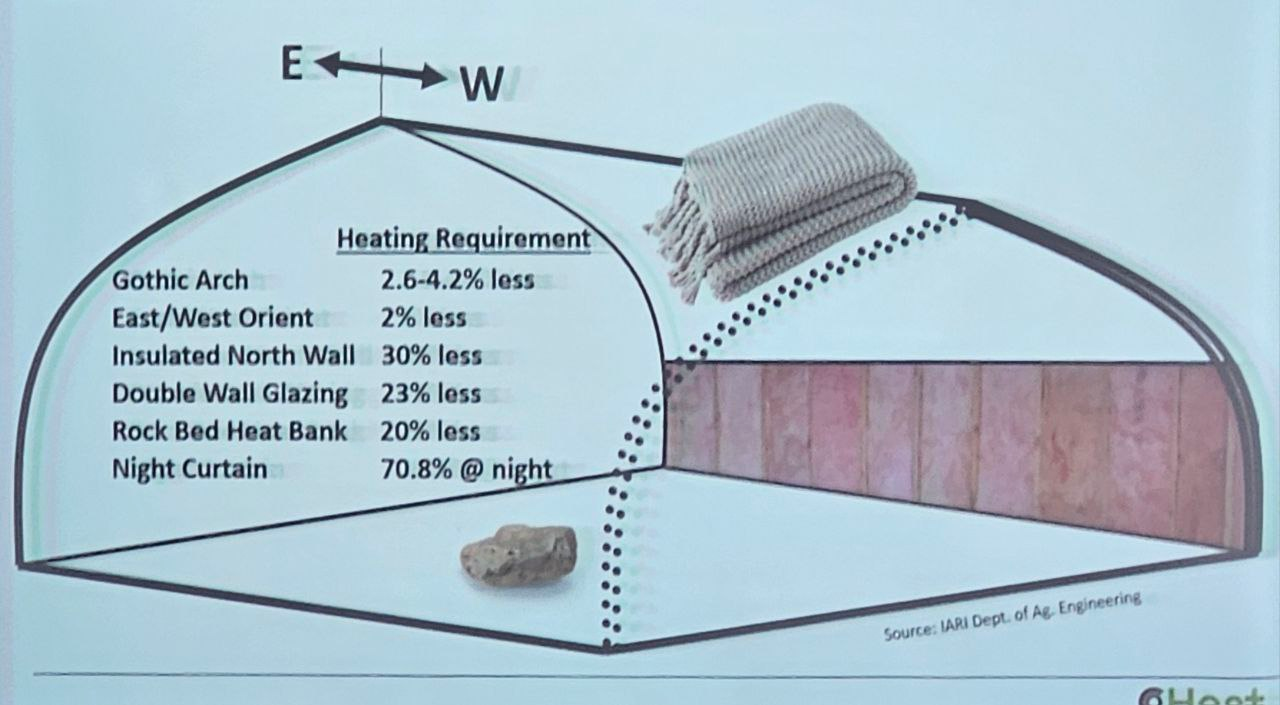 E W
Heating Requirement
Gothic Arch 2.6-4.2% less
East/West Orient 2% less
Insulated North Wall 30% less
Double Wall Glazing 23% less
Rock Bed Heat Bank 20% less
Night Curtain 70.8% @ night
Source: IARI Dept. of Ag. Engineering